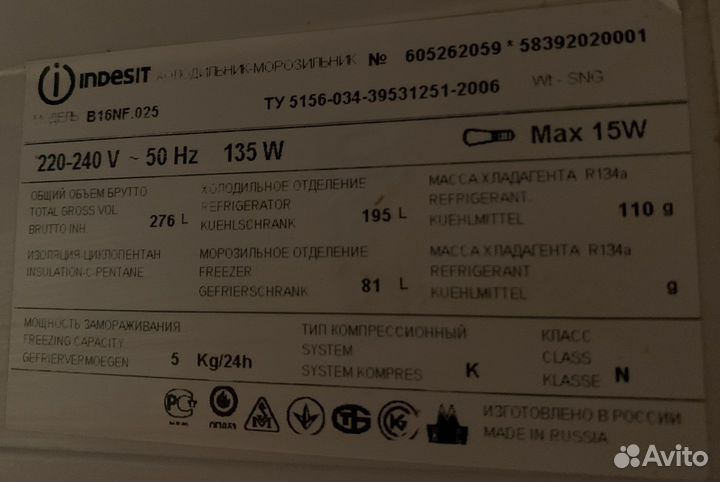 INDESIT ХОЛОДИЛЬНИК-МОРОЗИЛЬНИК № 605262059 * 58392020001
МОДЕЛЬ B16NF.025 ТУ 5156-034-39531251-2006 Wt - SNG
220-240 V ~ 50 Hz 135 W Max 15W
ОБЩИЙ ОБЪЕМ БРУТТО
TOTAL GROSS VOL
BRUTTO INH 276 L
ХОЛОДИЛЬНОЕ ОТДЕЛЕНИЕ
REFRIGERATOR
KUEHLSCHRANK 195 L
МАССА ХЛАДАГЕНТА R134a
REFRIGERANT
KUEHLMITTEL 110 g
ИЗОЛЯЦИЯ-ЦИКЛОПЕНТАН
INSULATION-C-PENTANE
МОРОЗИЛЬНОЕ ОТДЕЛЕНИЕ
FREEZER
GEFRIERSCHRANK 81 L
МАССА ХЛАДАГЕНТА R134a
REFRIGERANT
KUEHLMITTEL g
МОЩНОСТЬ ЗАМОРАЖИВАНИЯ
FREEZING CAPACITY
GEFRIERVERMOEGEN 5 Kg/24h
ТИП КОМПРЕССИОННЫЙ
SYSTEM
SYSTEM KOMPRES K
КЛАСС
CLASS
KLASSE N
ИЗГОТОВЛЕНО В РОССИИ
MADE IN RUSSIA
Avito